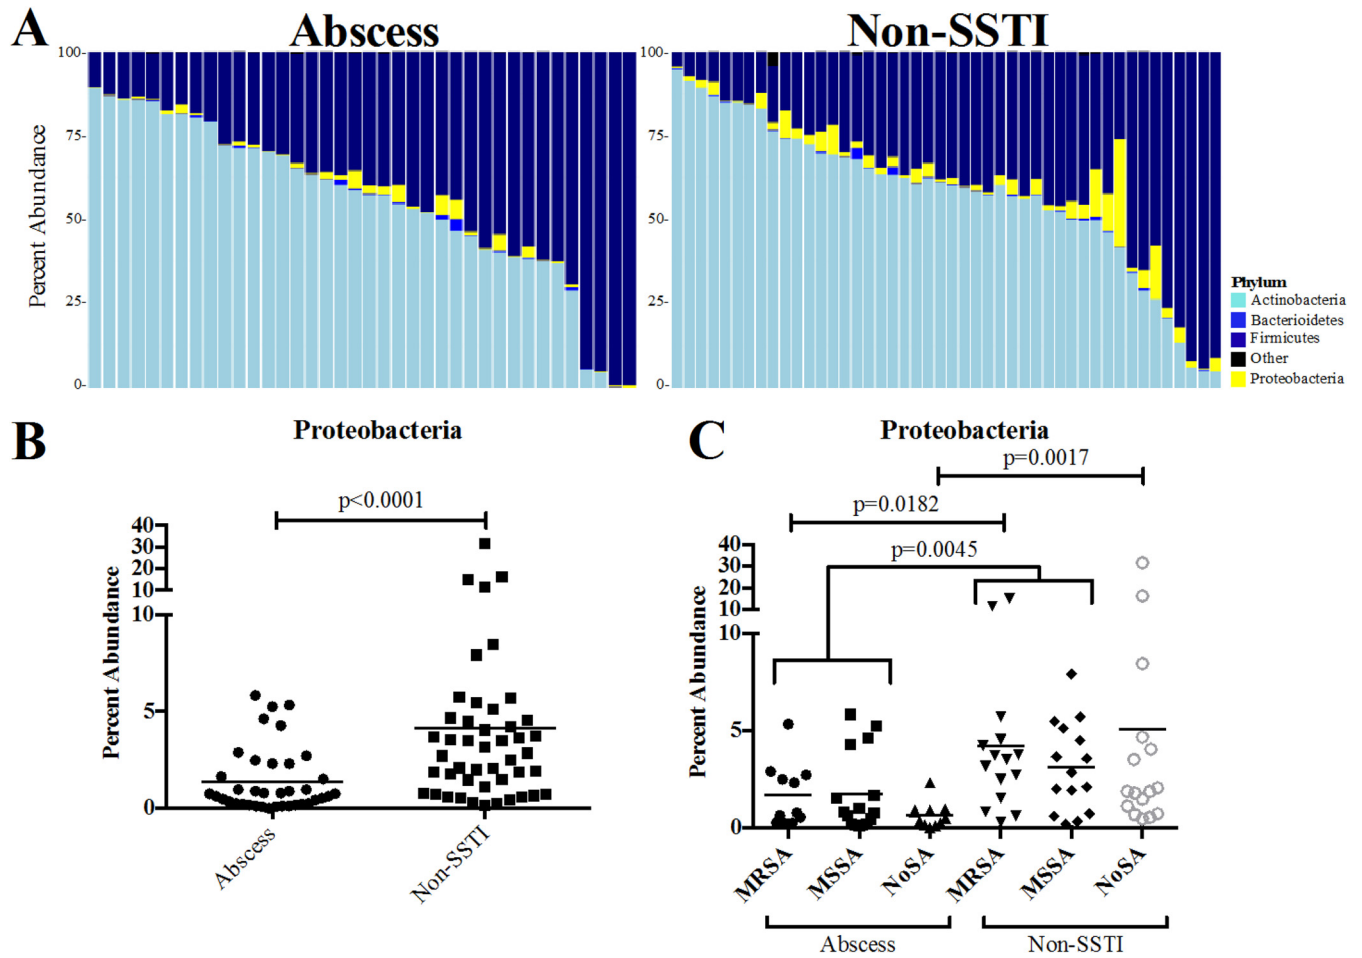 A
Abscess
Non-SSTI
Percent Abundance
100-
75-
50-
25-
0-
100-
75-
50-
25-
0-
Phylum
Actinobacteria
Bacterioidetes
Firmicutes
Other
Proteobacteria
B
Proteobacteria
p<0.0001
Percent Abundance
40
30
20
10
10
5
0
Abscess
Non-SSTI
C
Proteobacteria
p=0.0017
p=0.0182
p=0.0045
Percent Abundance
40
30
20
10
10
5
0
MRSA
MSSA
NoSA
MRSA
MSSA
NoSA
Abscess
Non-SSTI